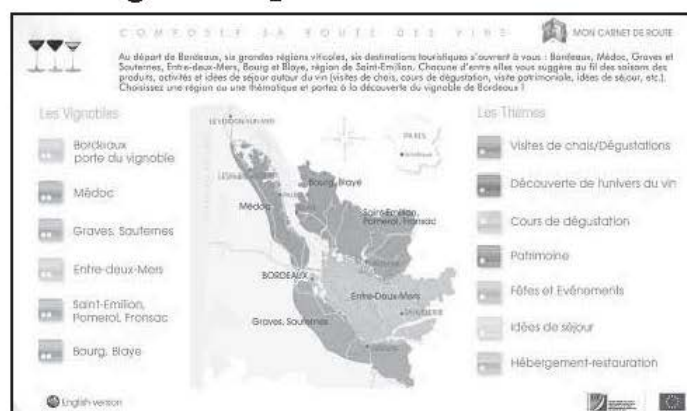 COMPOSER SA ROUTE DES VINS
MON CARNET DE ROUTE
Au départ de Bordeaux, six grandes régions viticoles, six destinations touristiques s'ouvrent à vous : Bordeaux, Médoc, Graves et
Sauternes, Entre-deux-Mers, Bourg et Blaye, région de Saint-Emilion. Chacune d'entre elles vous suggère au fil des saisons des
produits, activités et idées de séjour autour du vin (visites de chais, cours de dégustation, visite patrimoniale, idées de séjour, etc.).
Choisissez une région ou une thématique et partez à la découverte du vignoble de Bordeaux !
Les Vignobles
Bordeaux
porte du vignoble
Médoc
Graves, Sauternes
Entre-deux-Mers
Saint-Emilion,
Pomerol, Fronsac
Bourg, Blaye
PARIS
Bourg, Blaye
Médoc
Saint-Emilion,
Pomerol, Fronsac
BORDEAUX
Entre-Deux-Mers
Graves, Sauternes
Les Thèmes
Visites de chais/Dégustations
Découverte de l'univers du vin
Cours de dégustation
Patrimoine
Fêtes et Evénements
Idées de séjour
Hébergement-restauration
English version